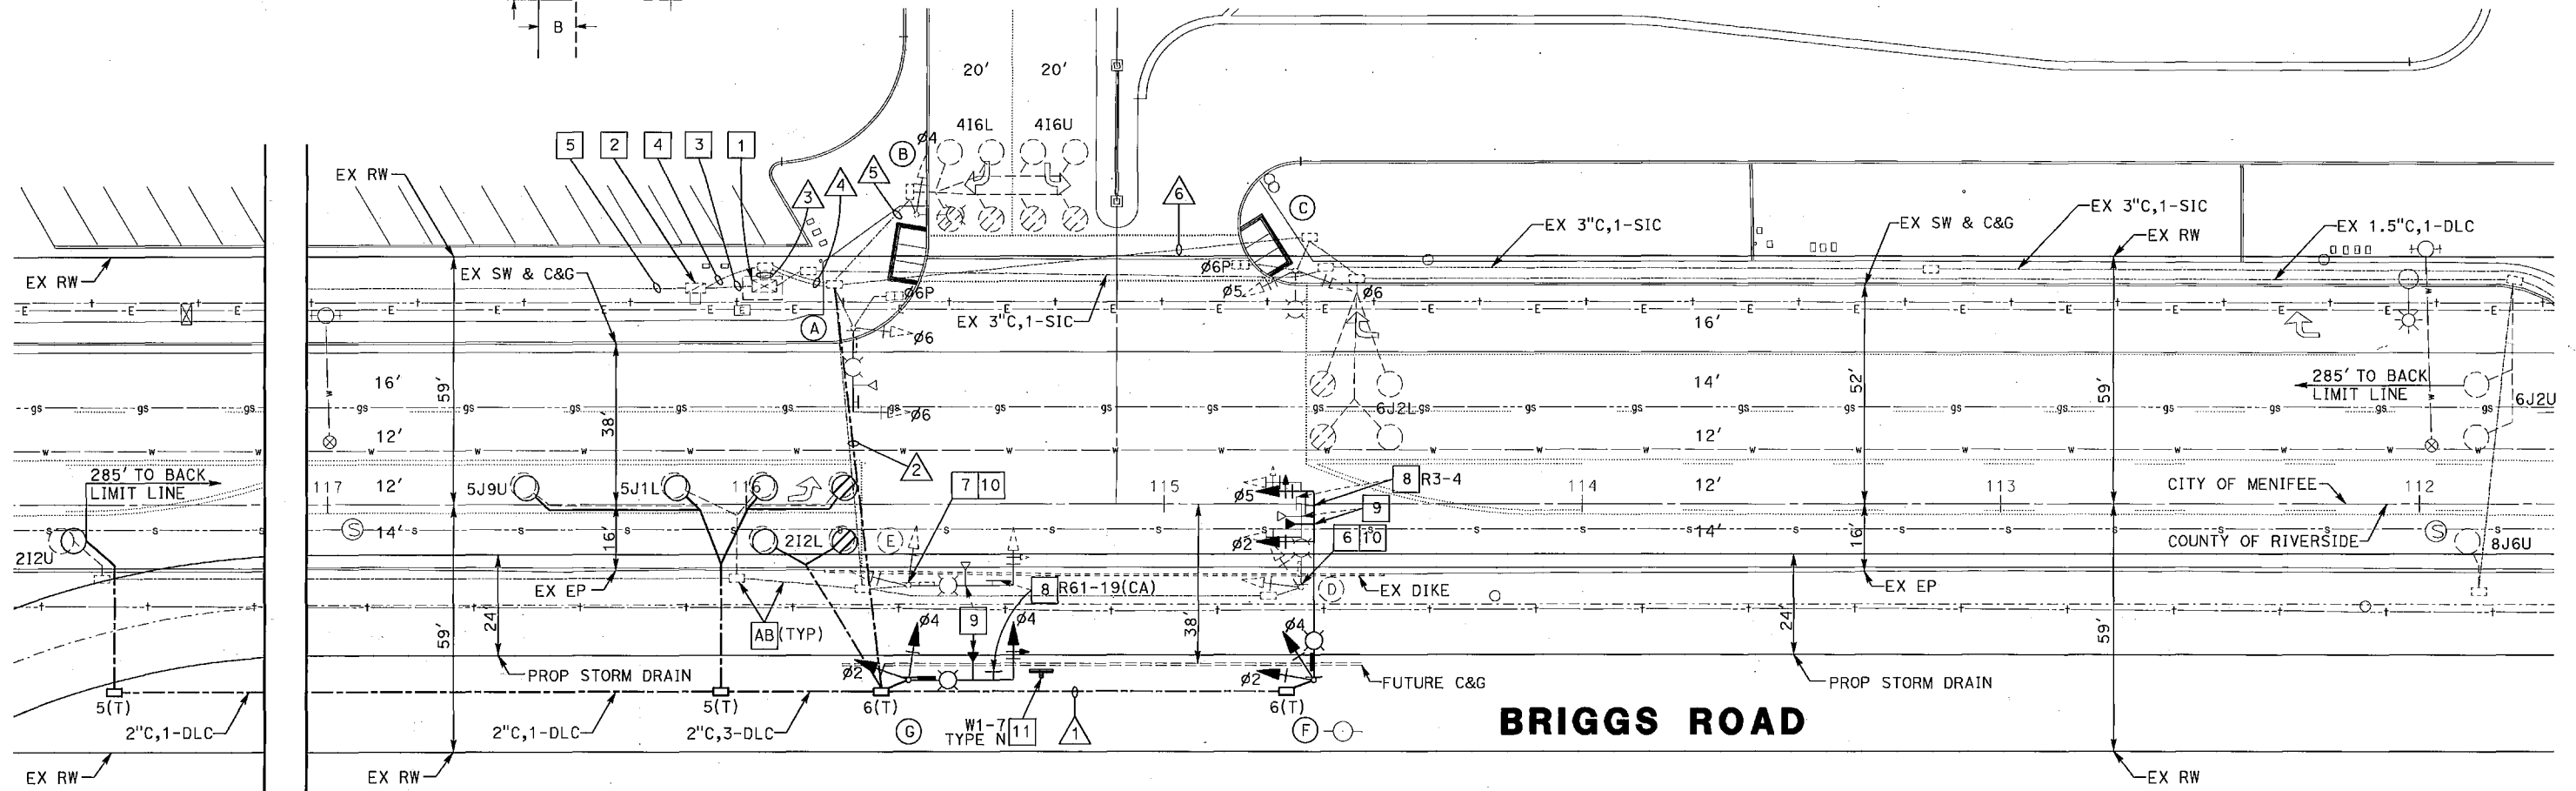 B
20' 20'
4I6L 4I6U
ø4
B
5 2 4 3 1
3 4 5 6
C
EX RW
EX 3"C,1-SIC
EX SW & C&G
EX 3"C,1-SIC
EX RW
EX 1.5"C,1-DLC
EX RW
EX SW & C&G
ø6P
ø5
ø6
ø6P
A
ø6
EX 3"C,1-SIC
E
16'
16'
59'
38'
ø6
14'
52'
59'
285' TO BACK
LIMIT LINE
6J2L
6J2U
gs
12'
12'
w
2
285' TO BACK
LIMIT LINE
117
12'
5J9U
5J1L
116
7 10
115
ø5
8 R3-4
114
12'
113
CITY OF MENIFEE
112
9
S
14'
16'
2I2L
E
ø2
6 10
14'
16'
COUNTY OF RIVERSIDE
S
8J6U
2I2U
EX EP
8 R61-19(CA)
D
EX DIKE
EX EP
AB (TYP)
9
24'
59'
ø4
ø4
38'
ø4
24'
59'
PROP STORM DRAIN
ø2
ø2
FUTURE C&G
PROP STORM DRAIN
5(T)
5(T)
6(T)
6(T)
2"C,1-DLC
2"C,1-DLC
2"C,3-DLC
G
W1-7
TYPE N 11
1
F
BRIGGS ROAD
EX RW
EX RW
EX RW